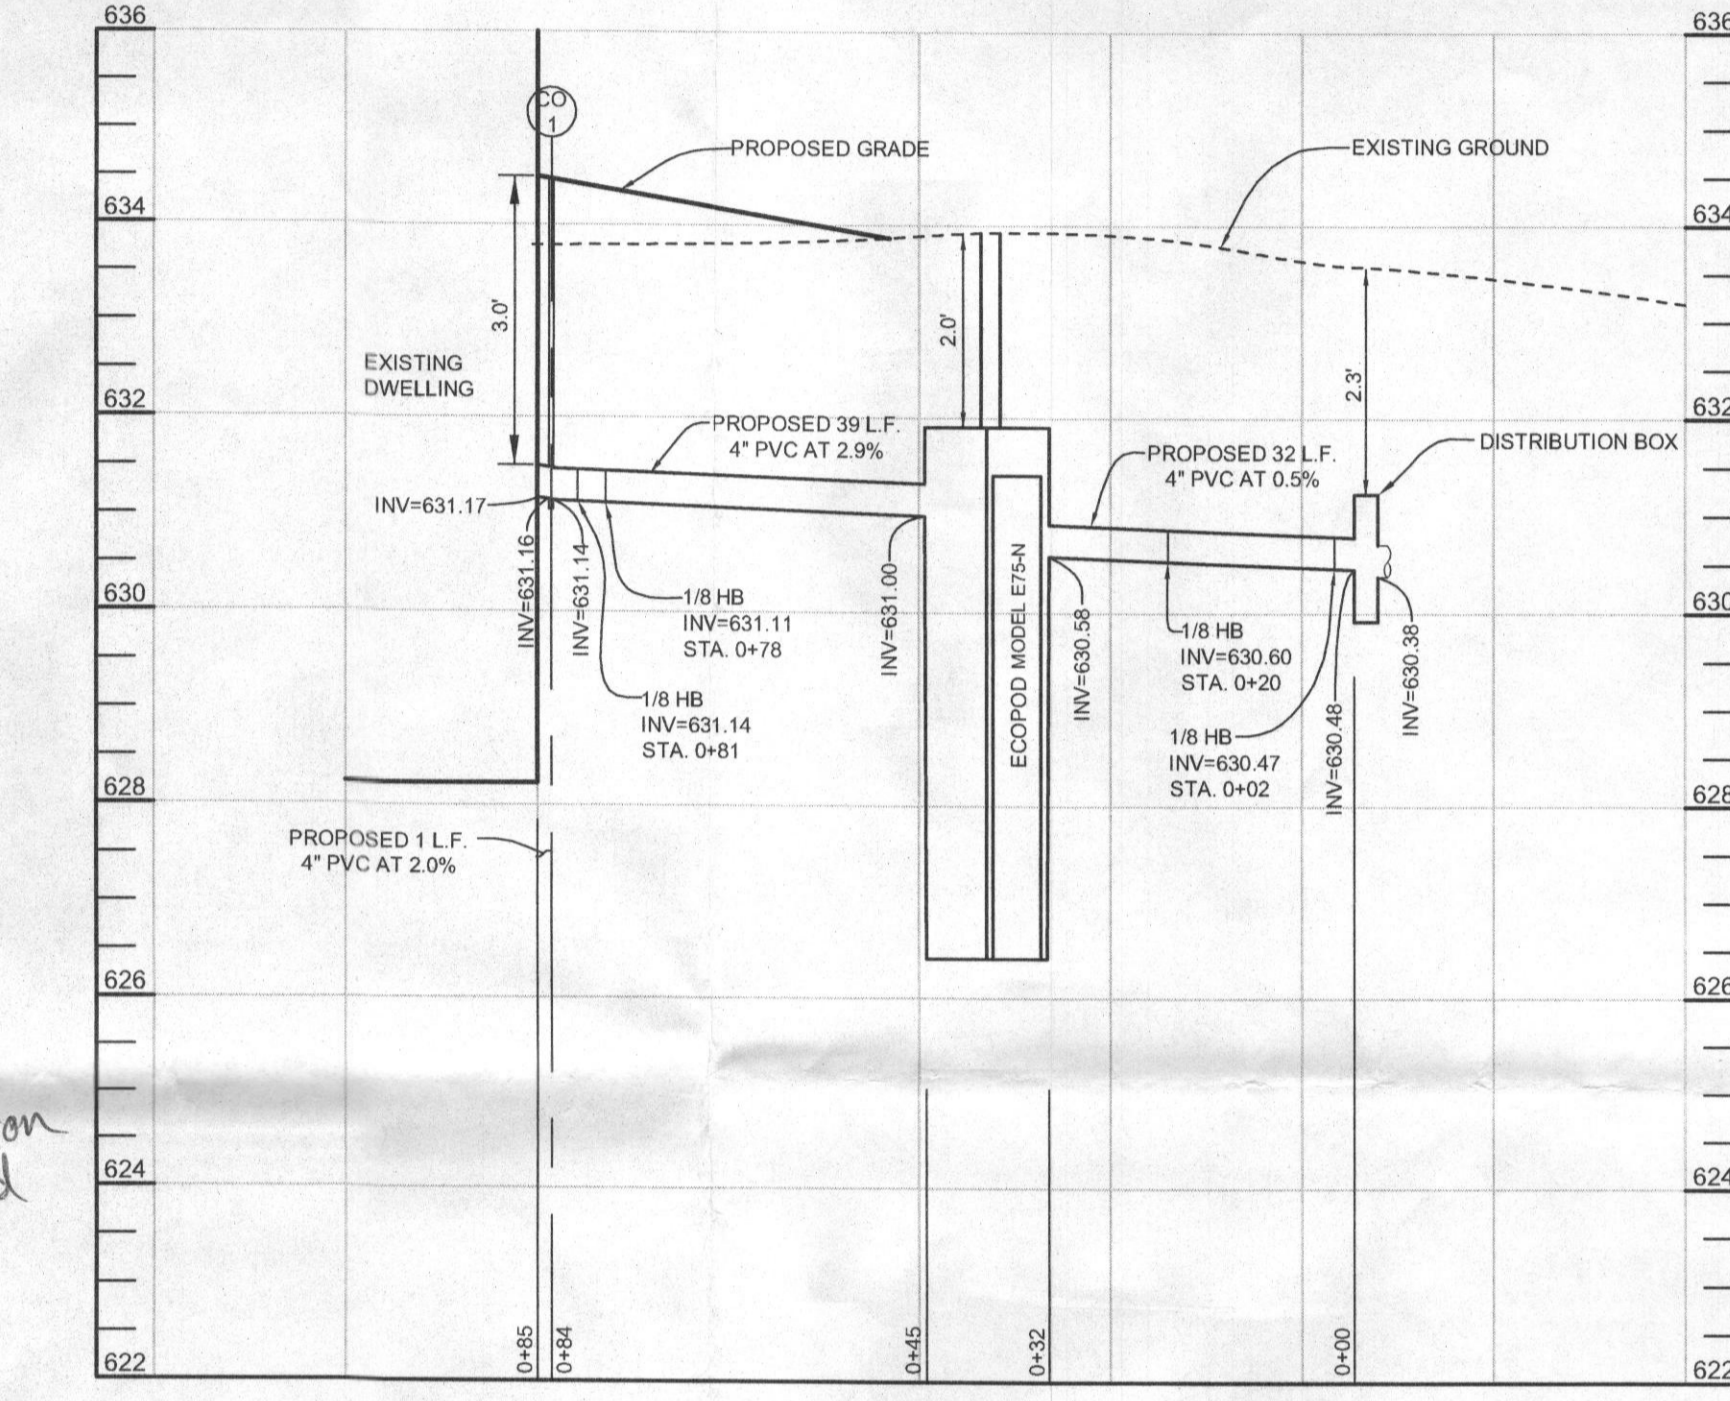 636
636
CO
1
PROPOSED GRADE
EXISTING GROUND
634
634
3.0'
2.0'
2.3'
EXISTING
DWELLING
632
632
PROPOSED 39 L.F.
4" PVC AT 2.9%
PROPOSED 32 L.F.
4" PVC AT 0.5%
DISTRIBUTION BOX
INV=631.17
INV=631.16
INV=631.14
1/8 HB
INV=631.11
STA. 0+78
1/8 HB
INV=631.14
STA. 0+81
INV=631.00
ECOPOD MODEL E75-N
INV=630.58
1/8 HB
INV=630.60
STA. 0+20
1/8 HB
INV=630.47
STA. 0+02
INV=630.48
INV=630.38
630
630
628
628
PROPOSED 1 L.F.
4" PVC AT 2.0%
626
626
on
624
624
0+85
0+84
0+45
0+32
0+00
622
622